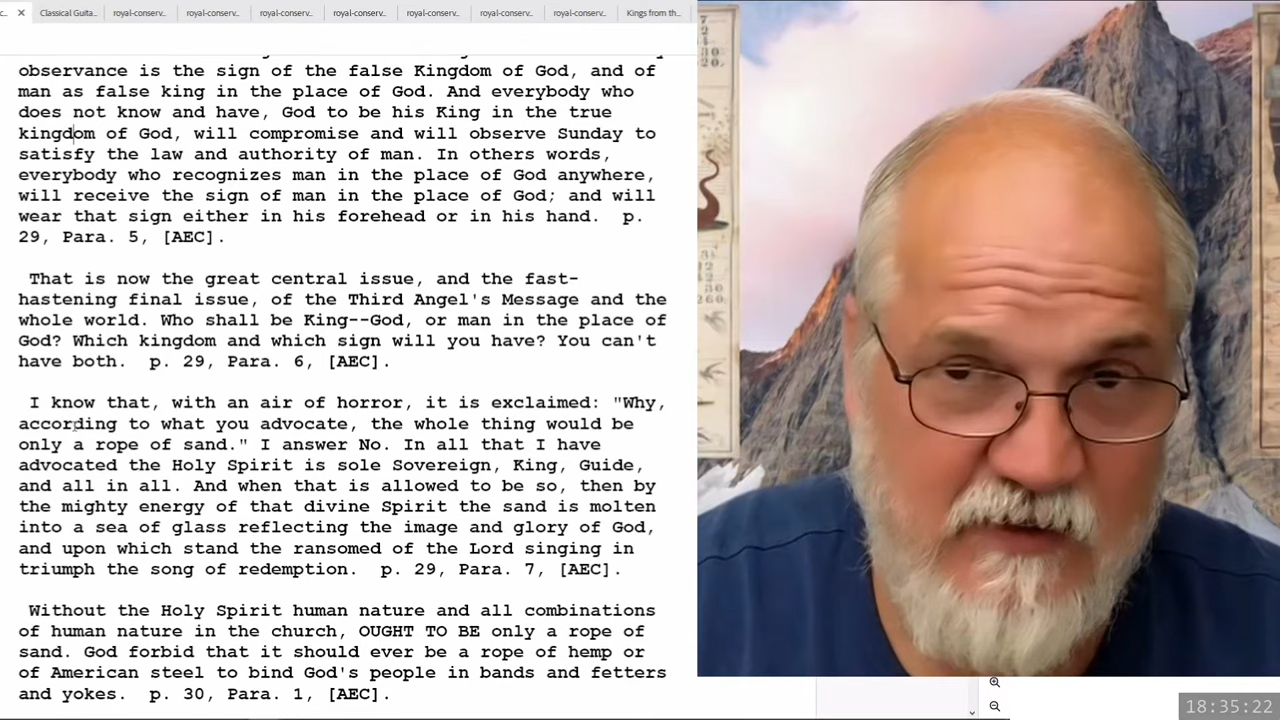 c...
Classical Guita...
royal-conserv...
royal-conserv...
royal-conserv...
royal-conserv...
royal-conserv...
royal-conserv...
royal-conserv...
Kings from th...
observance is the sign of the false Kingdom of God, and of
man as false king in the place of God. And everybody who
does not know and have, God to be his King in the true
kingdom of God, will compromise and will observe Sunday to
satisfy the law and authority of man. In others words,
everybody who recognizes man in the place of God anywhere,
will receive the sign of man in the place of God; and will
wear that sign either in his forehead or in his hand. p.
29, Para. 5, [AEC].
That is now the great central issue, and the fast-
hastening final issue, of the Third Angel's Message and the
whole world. Who shall be King--God, or man in the place of
God? Which kingdom and which sign will you have? You can't
have both. p. 29, Para. 6, [AEC].
I know that, with an air of horror, it is exclaimed: "Why,
according to what you advocate, the whole thing would be
only a rope of sand." I answer No. In all that I have
advocated the Holy Spirit is sole Sovereign, King, Guide,
and all in all. And when that is allowed to be so, then by
the mighty energy of that divine Spirit the sand is molten
into a sea of glass reflecting the image and glory of God,
and upon which stand the ransomed of the Lord singing in
triumph the song of redemption. p. 29, Para. 7, [AEC].
Without the Holy Spirit human nature and all combinations
of human nature in the church, OUGHT TO BE only a rope of
sand. God forbid that it should ever be a rope of hemp or
of American steel to bind God's people in bands and fetters
and yokes. p. 30, Para. 1, [AEC].
18:35:22